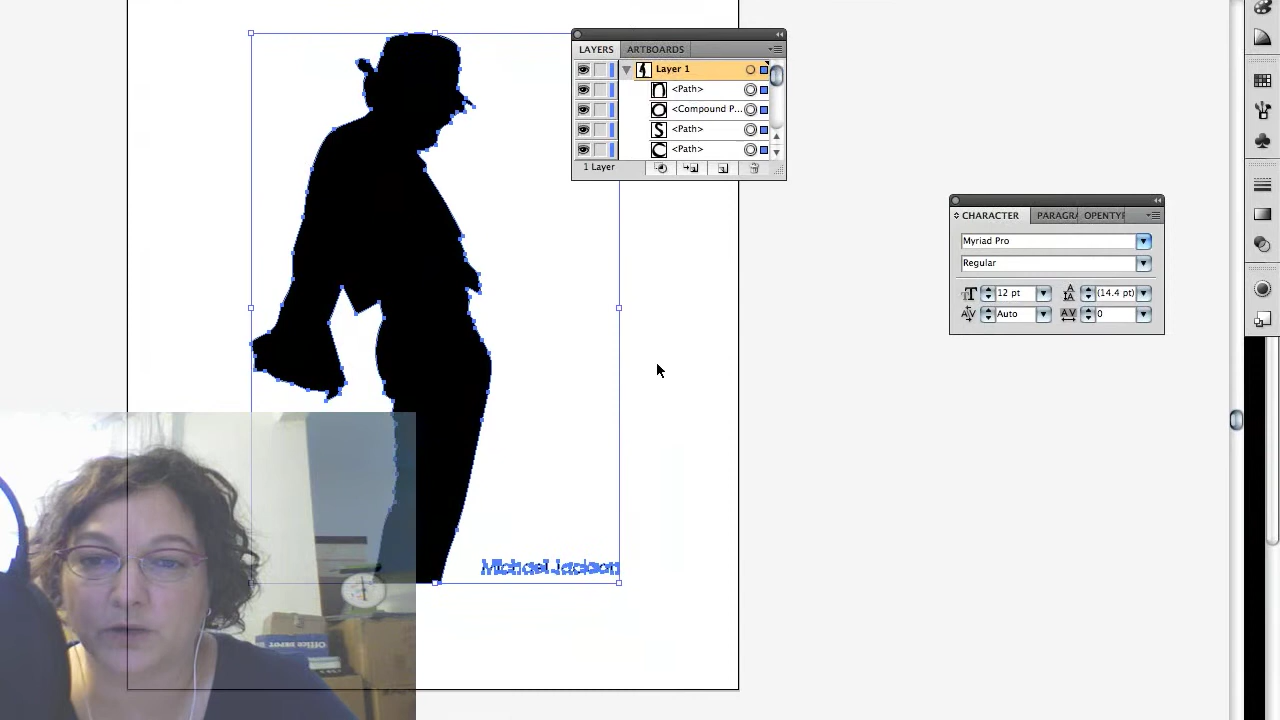 LAYERS ARTBOARDS
Layer 1
<Path>
<Compound P...
<Path>
<Path>
1 Layer
CHARACTER PARAGRA OPENTYP
Myriad Pro
Regular
12 pt (14.4 pt)
Auto 0
Michael Jackson